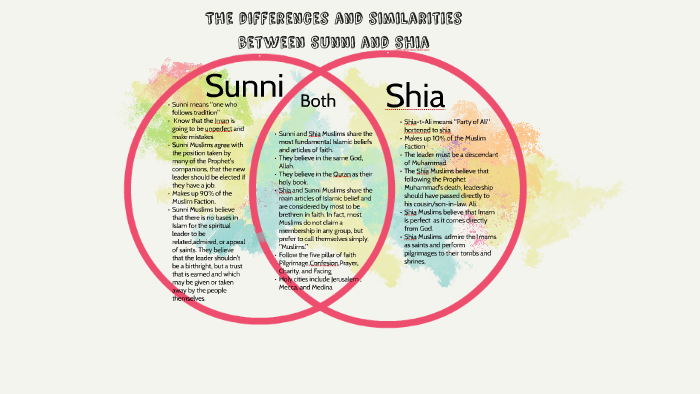 The Differences and Similarities
Between Sunni and Shia
Sunni
• Sunni means "one who
follows tradition"
• Know that the Iman is
going to be unperfect and
make mistakes
• Sunni Muslims agree with
the position taken by
many of the Prophet's
companions, that the new
leader should be elected if
they have a job
• Makes up 90% of the
Muslim Faction.
• Sunni Muslims believe
that there is no bases in
Islam for the spiritual
leader to be
related,admired, or appeal
of saints. They believe
that the leader shouldn't
be a birthright, but a trust
that is earned and which
may be given or taken
away by the people
themselves.
Both
• Sunni and Shia Muslims share the
most fundamental Islamic beliefs
and articles of faith.
• They believe in the same God,
Allah.
• They believe in the Quran as their
holy book.
• Shia and Sunni Muslims share the
main articles of Islamic belief and
are considered by most to be
brethren in faith. In fact, most
Muslims do not claim a
membership in any group, but
prefer to call themselves simply.
"Muslims."
• Follow the five pillar of faith
Pilgrimage,Confesion,Prayer,
Charity, and Facing
• Holy cities include Jerusalem ,
Mecca, and Medina
Shia
• Shia-t-Ali means "Party of Ali"
hortened to shia
• Makes up 10% of the Muslim
Faction
• The leader must be a descendant
of Muhammad
• The Shia Muslims believe that
following the Prophet
Muhammad's death, leadership
should have passed directly to
his cousin/son-in-law, Ali.
• Shia Muslims believe that Imam
is perfect as it comes directly
from God.
• Shia Muslims admire the Imams
as saints and perform
pilgrimages to their tombs and
shrines.